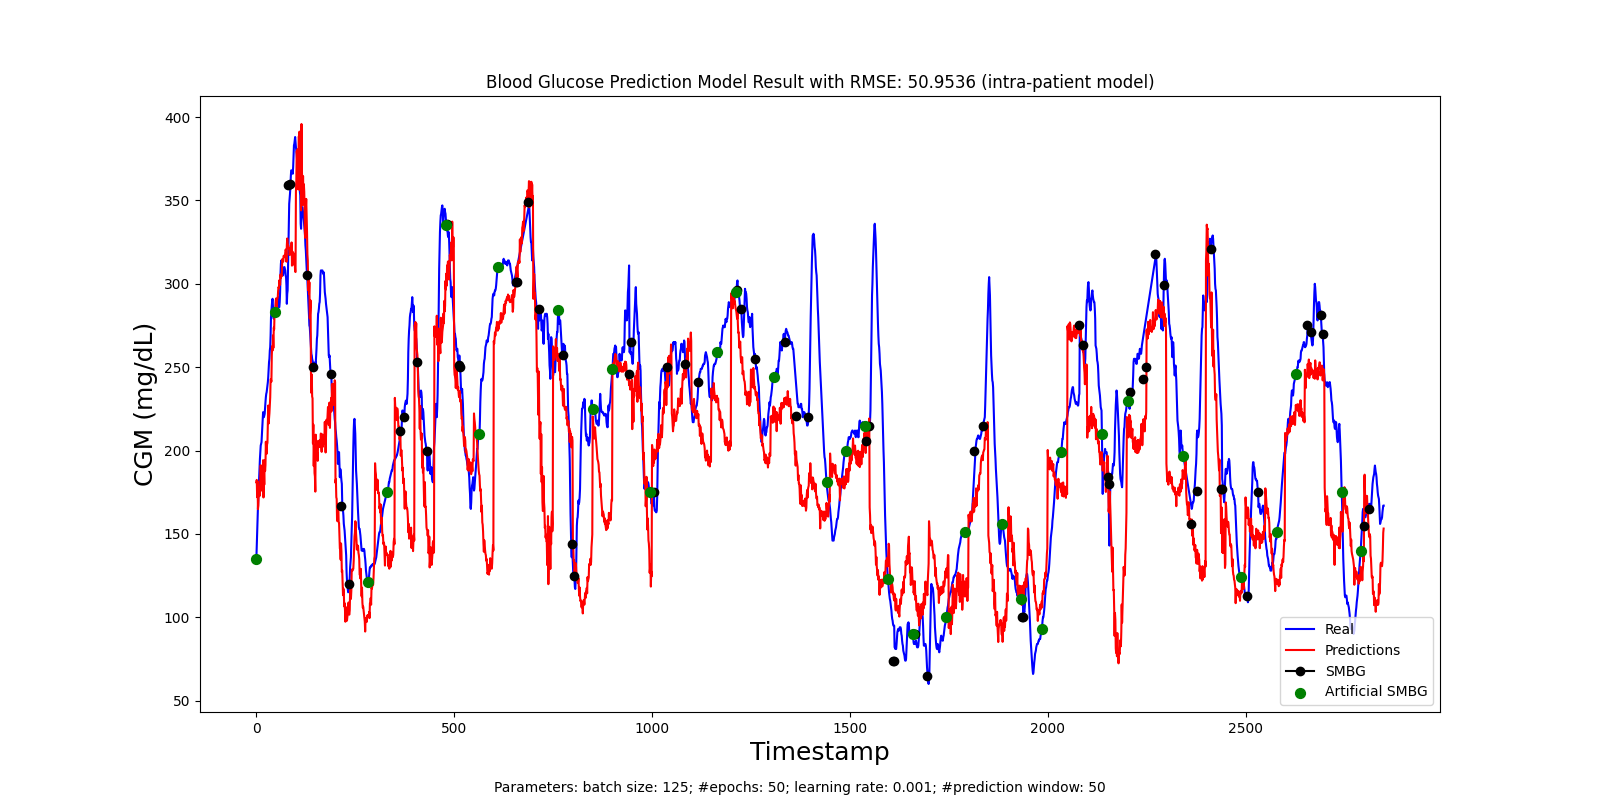 Blood Glucose Prediction Model Result with RMSE: 50.9536 (intra-patient model)
CGM (mg/dL)
400
350
300
250
200
150
100
50
0
500
1000
1500
2000
2500
Real
Predictions
SMBG
Artificial SMBG
Timestamp
Parameters: batch size: 125; #epochs: 50; learning rate: 0.001; #prediction window: 50